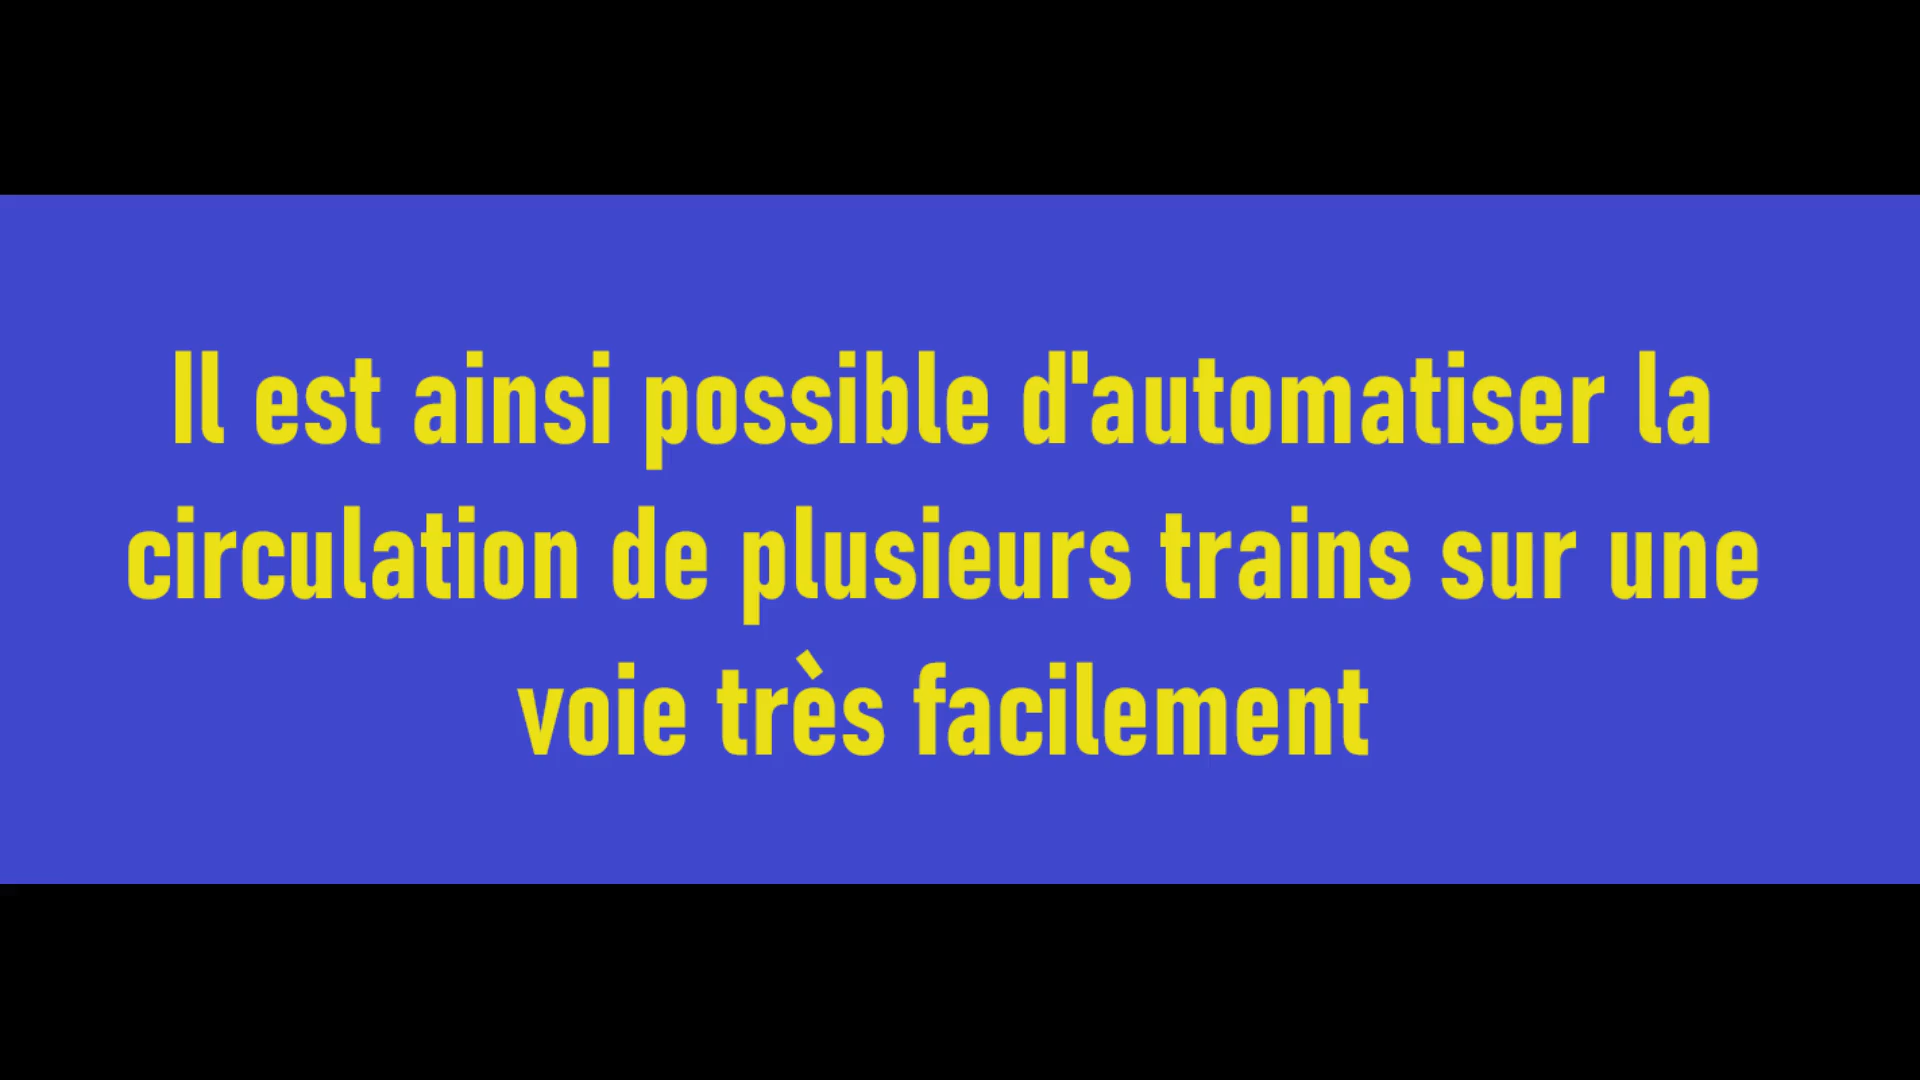 Il est ainsi possible d'automatiser la
circulation de plusieurs trains sur une
voie très facilement